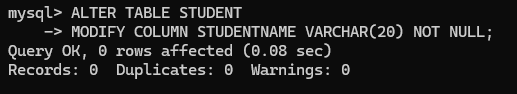 mysql> ALTER TABLE STUDENT
    -> MODIFY COLUMN STUDENTNAME VARCHAR(20) NOT NULL;
Query OK, 0 rows affected (0.08 sec)
Records: 0  Duplicates: 0  Warnings: 0